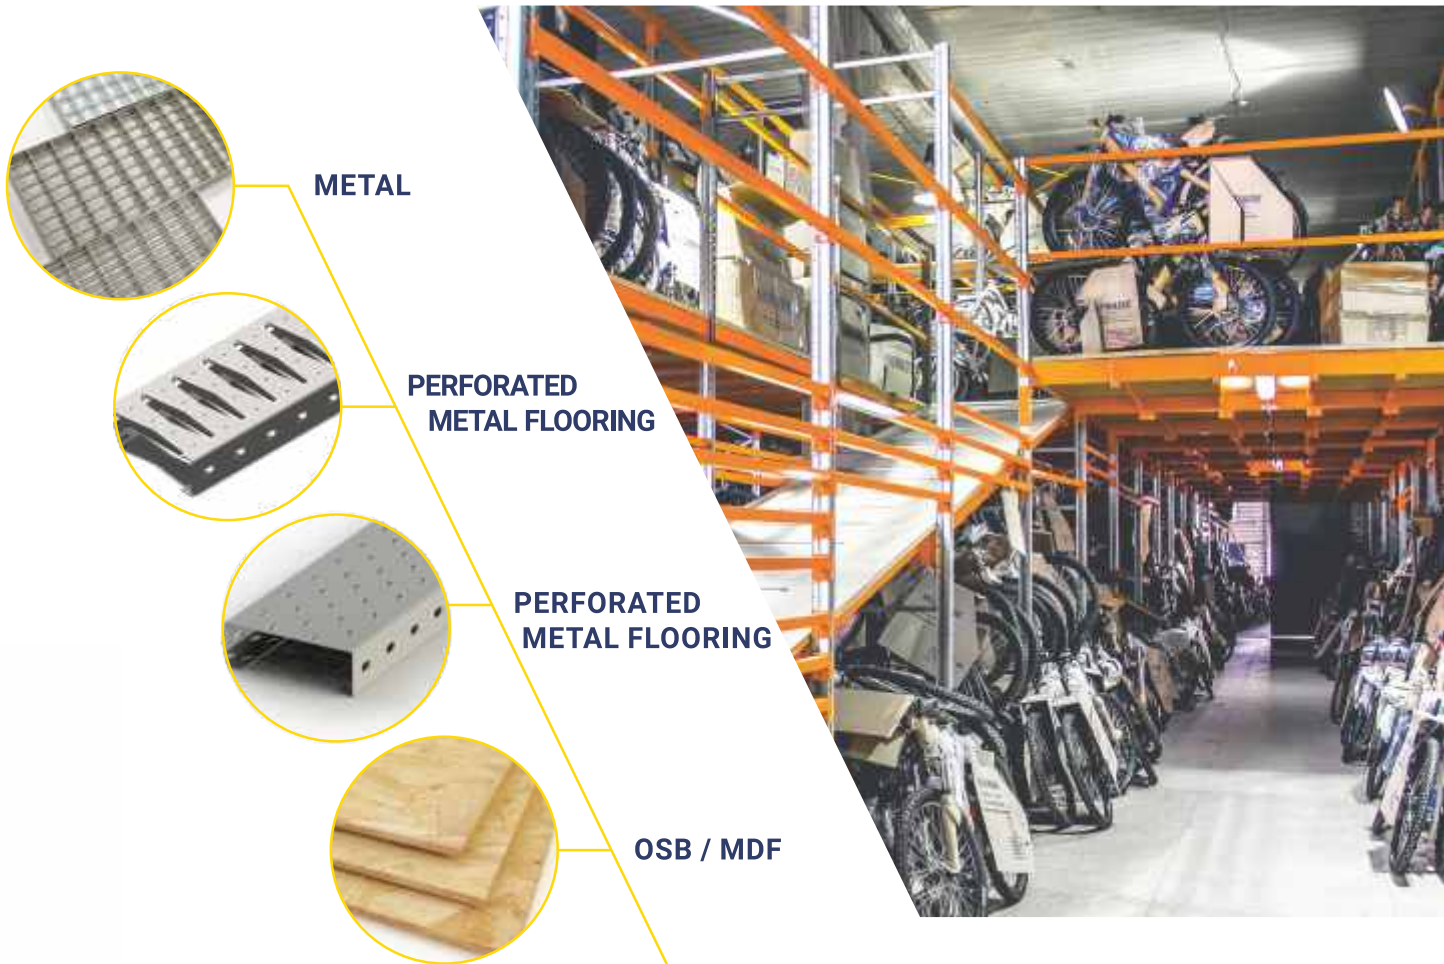 METAL
PERFORATED
METAL FLOORING
PERFORATED
METAL FLOORING
OSB / MDF